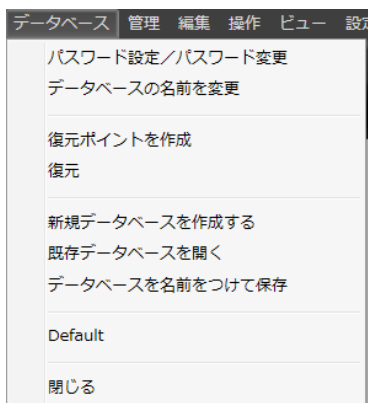 データベース 管理 編集 操作 ビュー 設定
パスワード設定／パスワード変更
データベースの名前を変更
復元ポイントを作成
復元
新規データベースを作成する
既存データベースを開く
データベースを名前をつけて保存
Default
閉じる